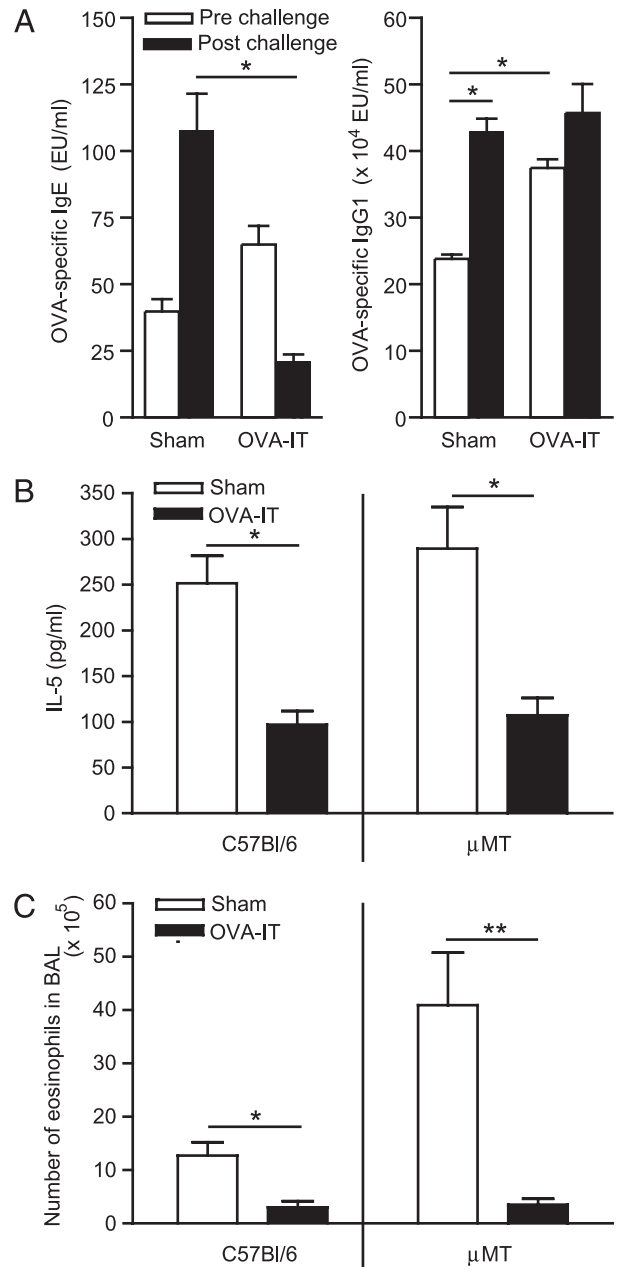 A
Pre challenge
Post challenge
OVA-specific IgE (EU/ml)
150
125
100
75
50
25
0
*
Sham OVA-IT
OVA-specific IgG1 (x 10⁴ EU/ml)
60
50
40
30
20
10
0
*
*
Sham OVA-IT
B
Sham
OVA-IT
IL-5 (pg/ml)
350
300
250
200
150
100
50
0
*
*
C57Bl/6 μMT
C
Sham
OVA-IT
Number of eosinophils in BAL
(x 10⁵)
60
50
40
30
20
10
0
*
**
C57Bl/6 μMT